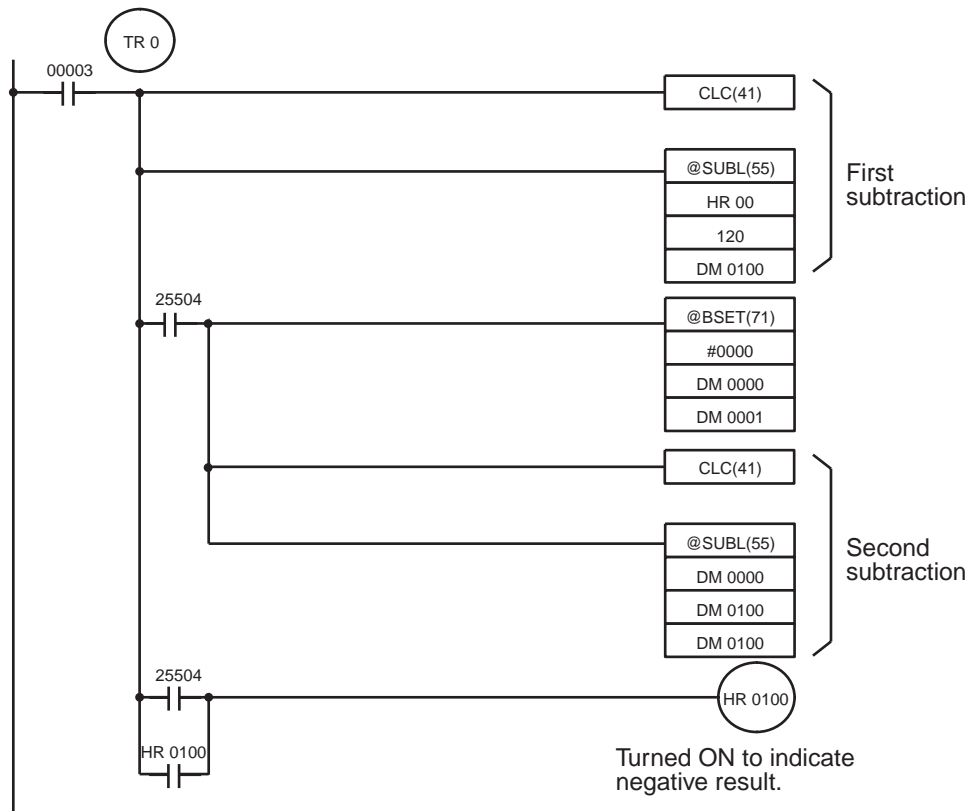 TR 0
00003
CLC(41)
@SUBL(55)
HR 00
120
DM 0100
First
subtraction
25504
@BSET(71)
#0000
DM 0000
DM 0001
CLC(41)
@SUBL(55)
DM 0000
DM 0100
DM 0100
Second
subtraction
25504
HR 0100
HR 0100
Turned ON to indicate
negative result.